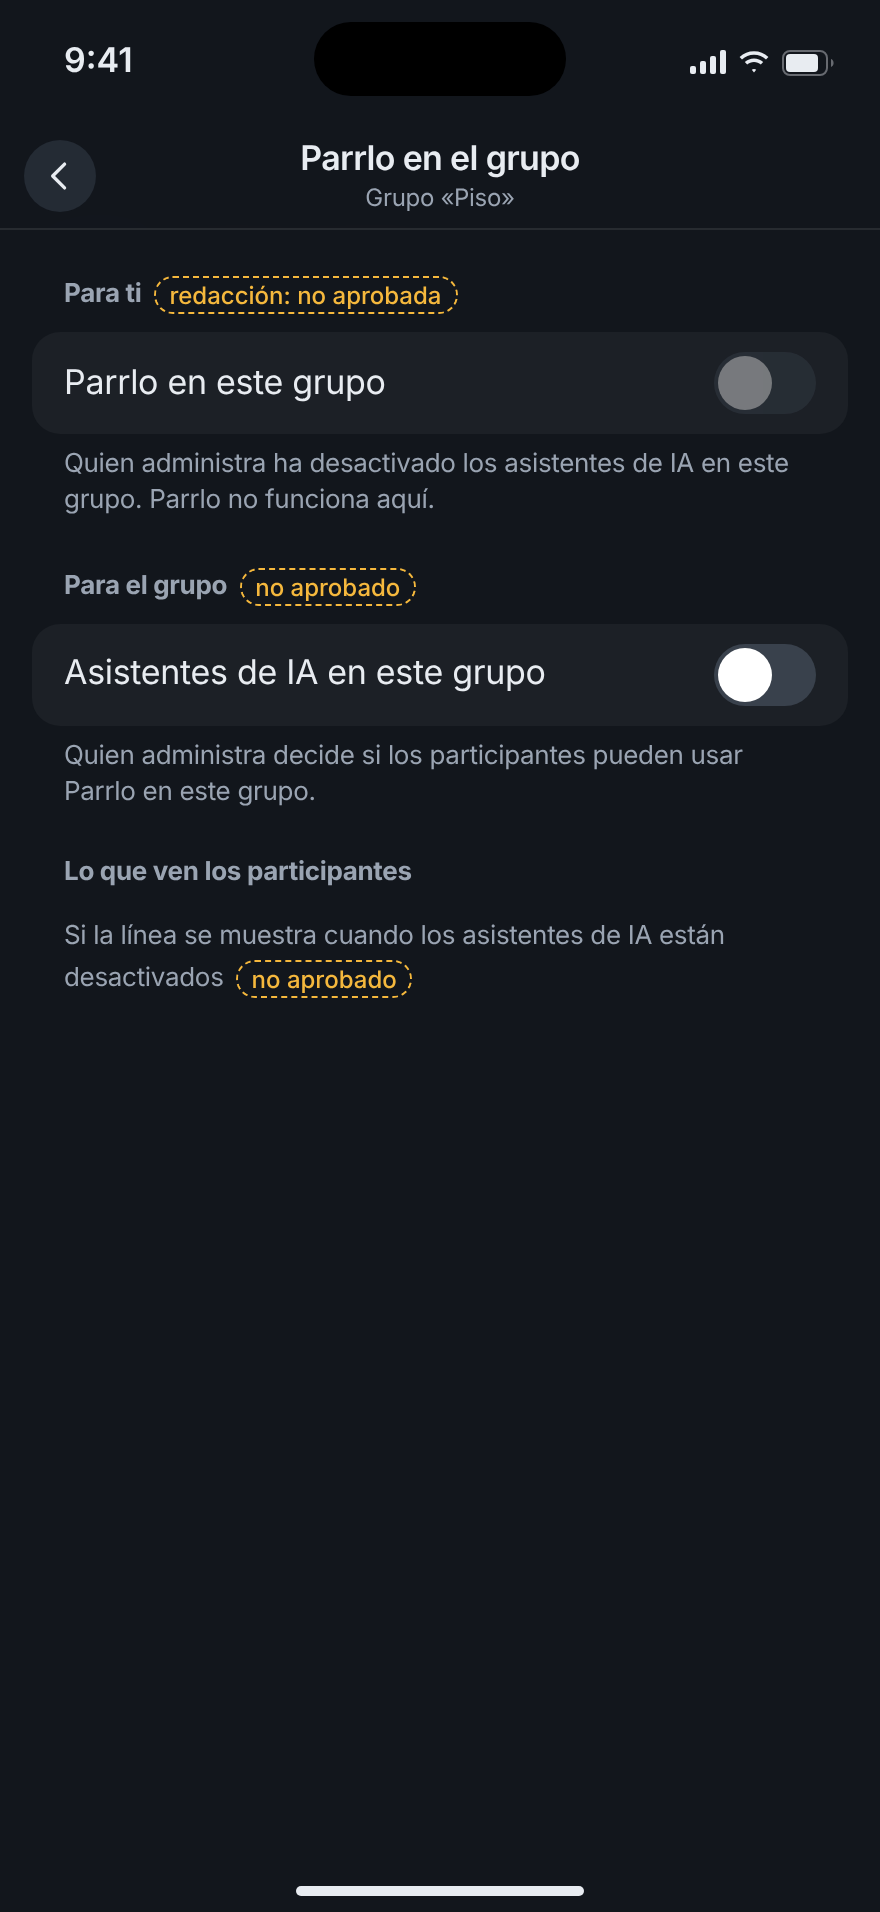 9:41
Parrlo en el grupo
Grupo «Piso»
Para ti redacción: no aprobada
Parrlo en este grupo
Quien administra ha desactivado los asistentes de IA en este
grupo. Parrlo no funciona aquí.
Para el grupo no aprobado
Asistentes de IA en este grupo
Quien administra decide si los participantes pueden usar
Parrlo en este grupo.
Lo que ven los participantes
Si la línea se muestra cuando los asistentes de IA están
desactivados no aprobado